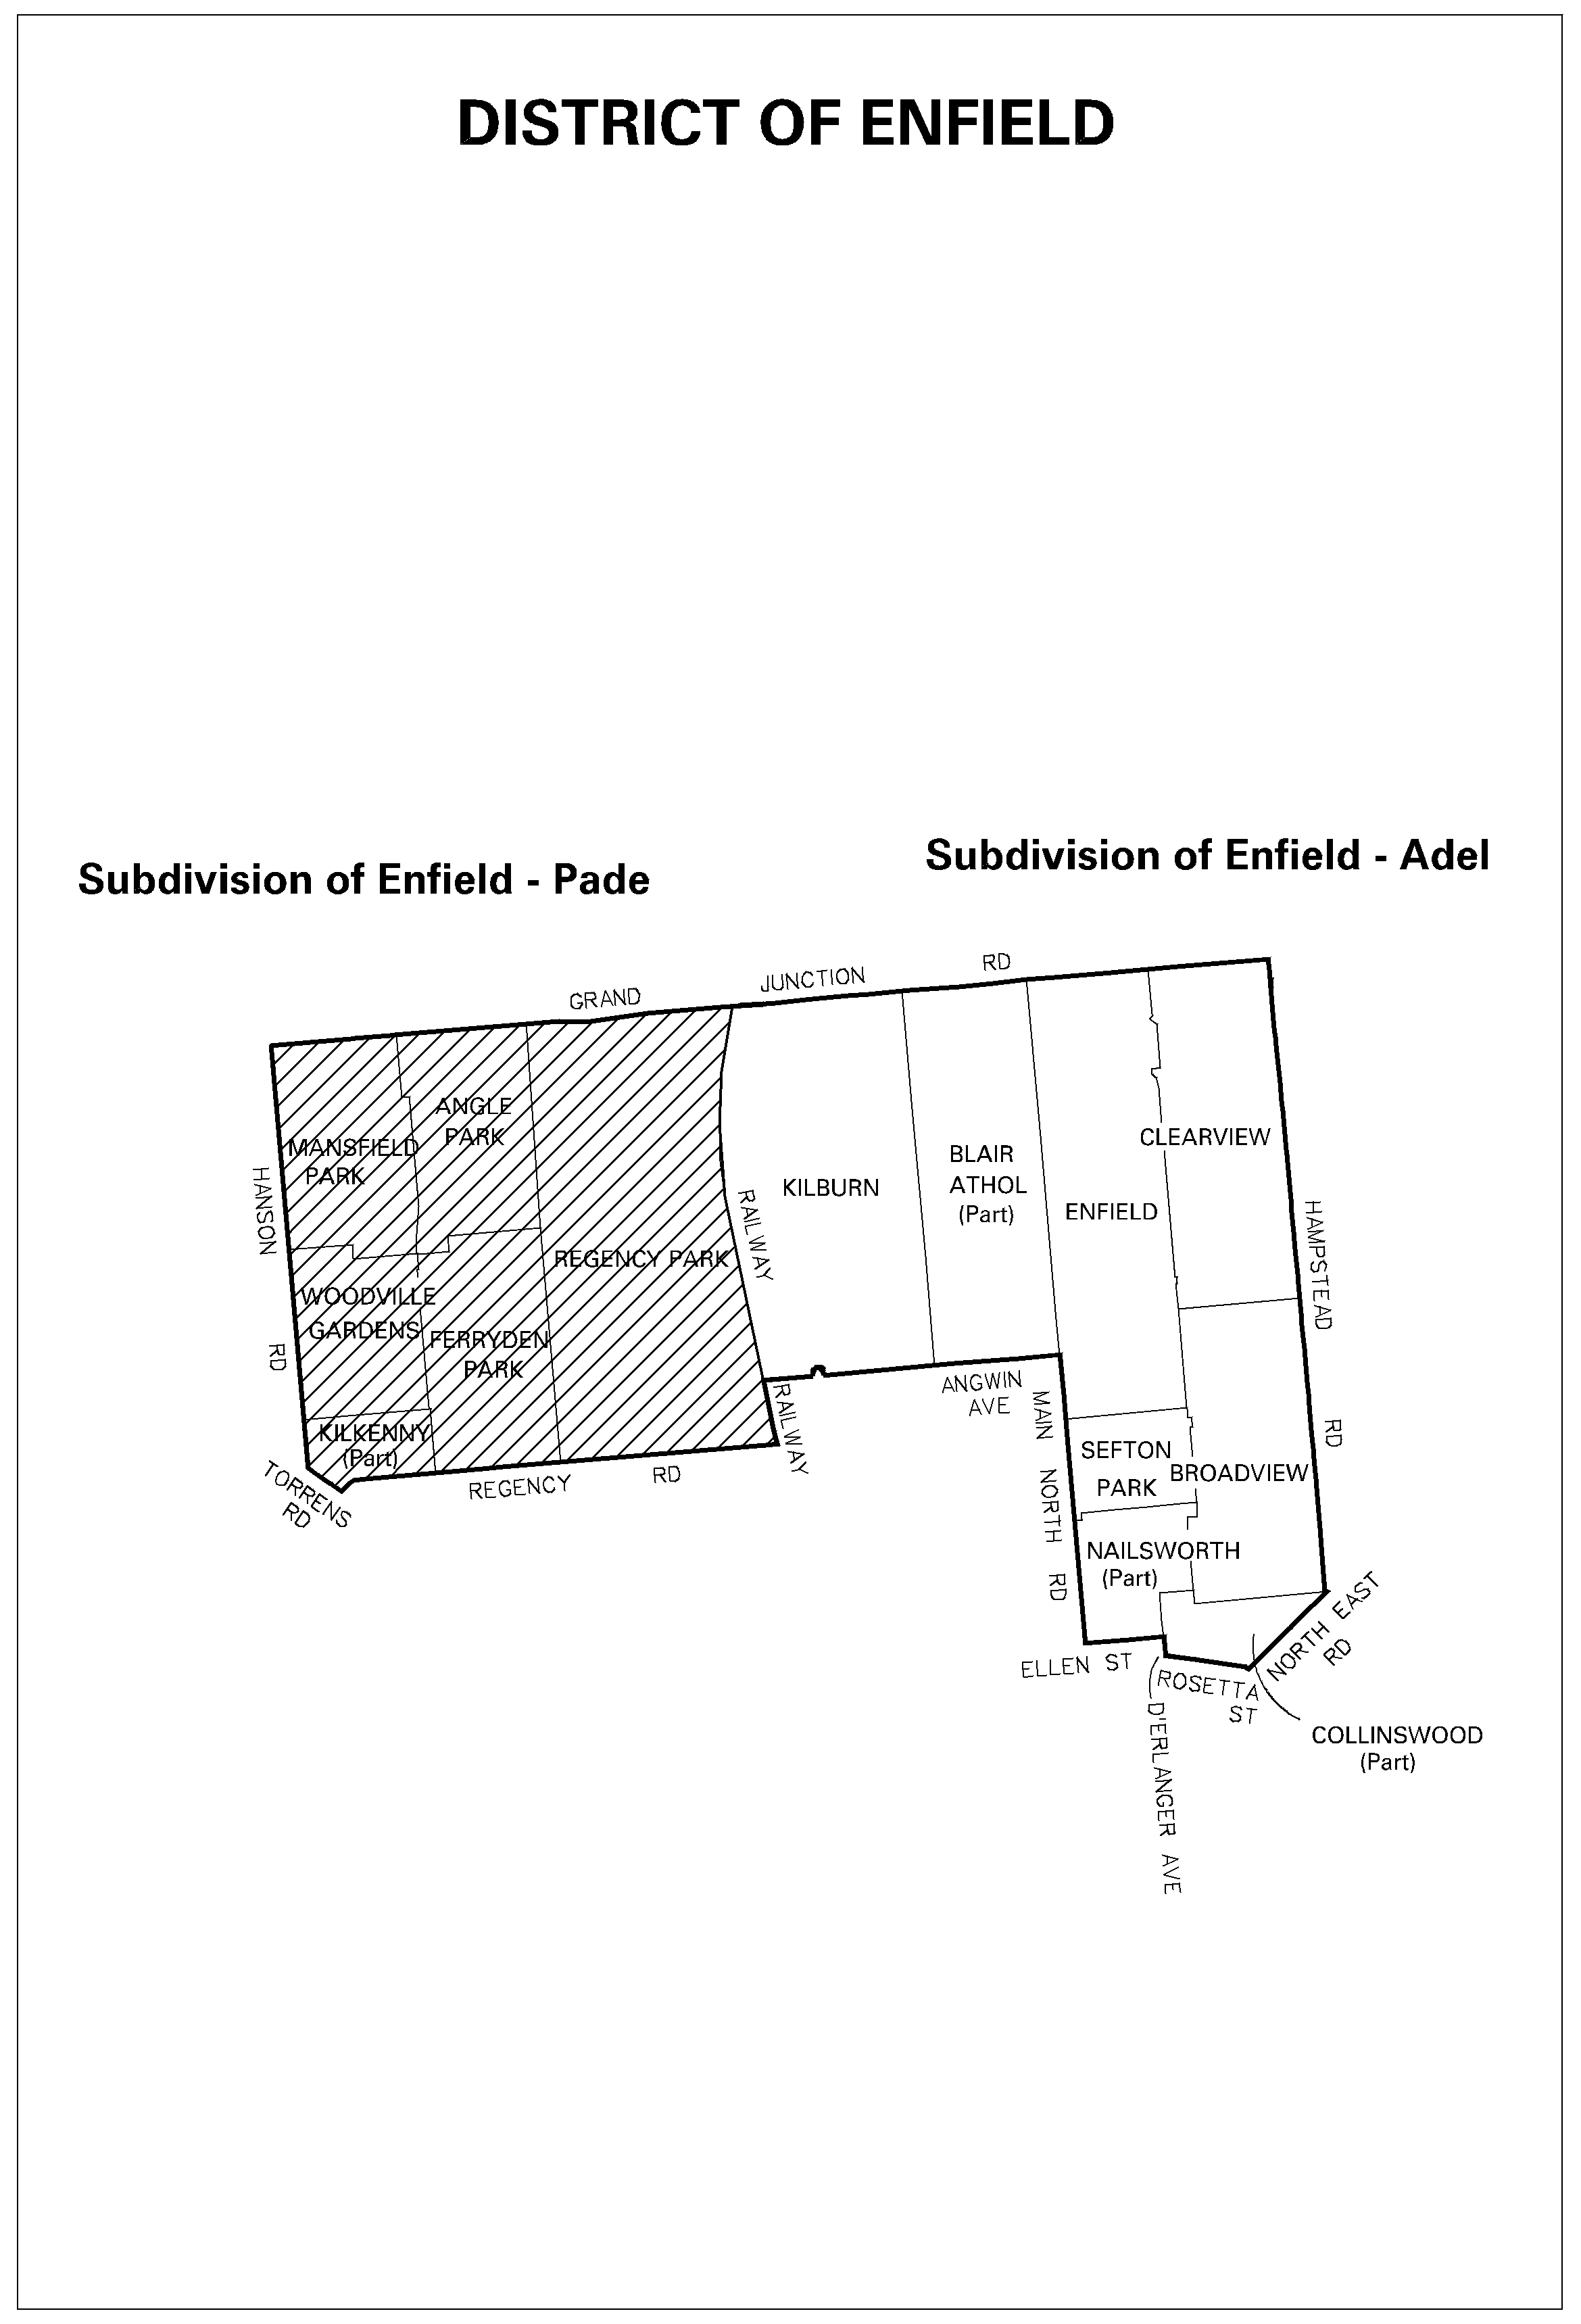 DISTRICT OF ENFIELD
Subdivision of Enfield - Adel
Subdivision of Enfield - Pade
GRAND JUNCTION RD
ANGLE
PARK
MANSFIELD
PARK
CLEARVIEW
BLAIR
ATHOL
(Part)
KILBURN
ENFIELD
HANSON RD
RAILWAY
REGENCY PARK
HAMPSTEAD RD
WOODVILLE
GARDENS
FERRYDEN
PARK
KILKENNY
(Part)
ANGWIN
AVE
RAILWAY
MAIN NORTH RD
SEFTON
PARK
BROADVIEW
TORRENS
RD
REGENCY RD
NAILSWORTH
(Part)
NORTH EAST
RD
ELLEN ST
ROSETTA
ST
D'ERLANGER AVE
COLLINSWOOD
(Part)